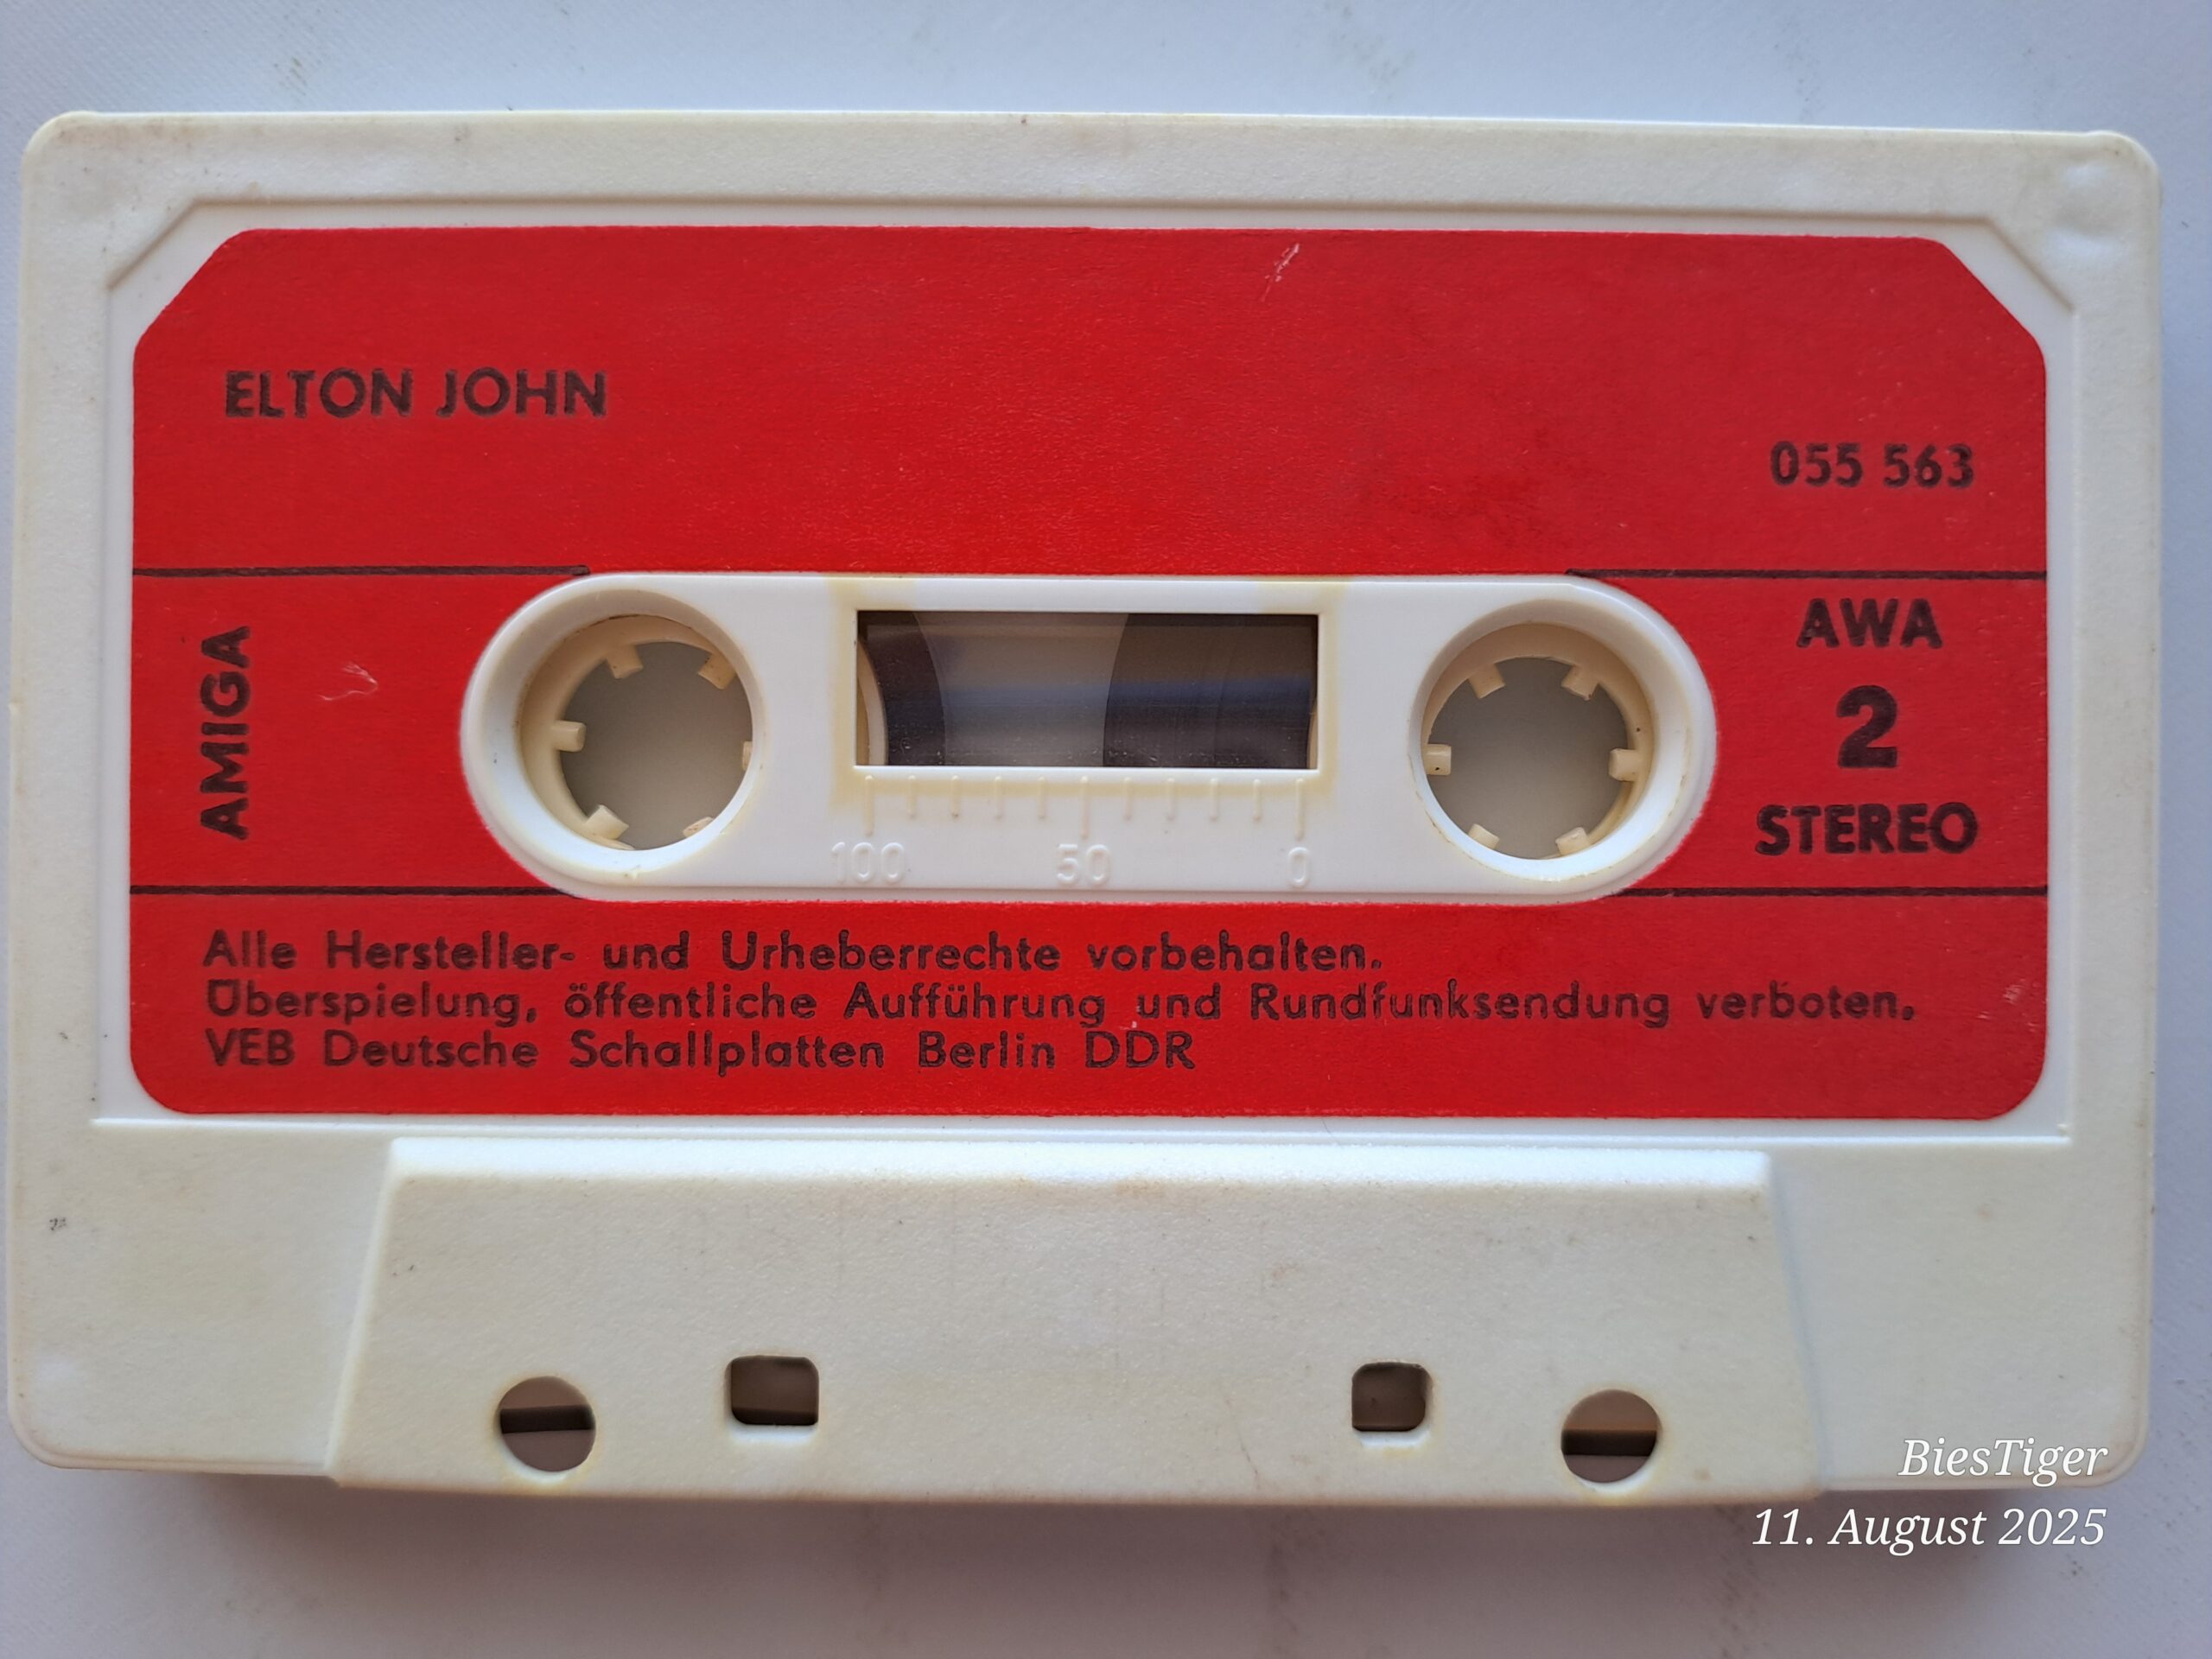 ELTON JOHN
055 563
AMIGA
AWA
2
STEREO
100 50 0
Alle Hersteller- und Urheberrechte vorbehalten.
Überspielung, öffentliche Aufführung und Rundfunksendung verboten.
VEB Deutsche Schallplatten Berlin DDR
BiesTiger
11. August 2025